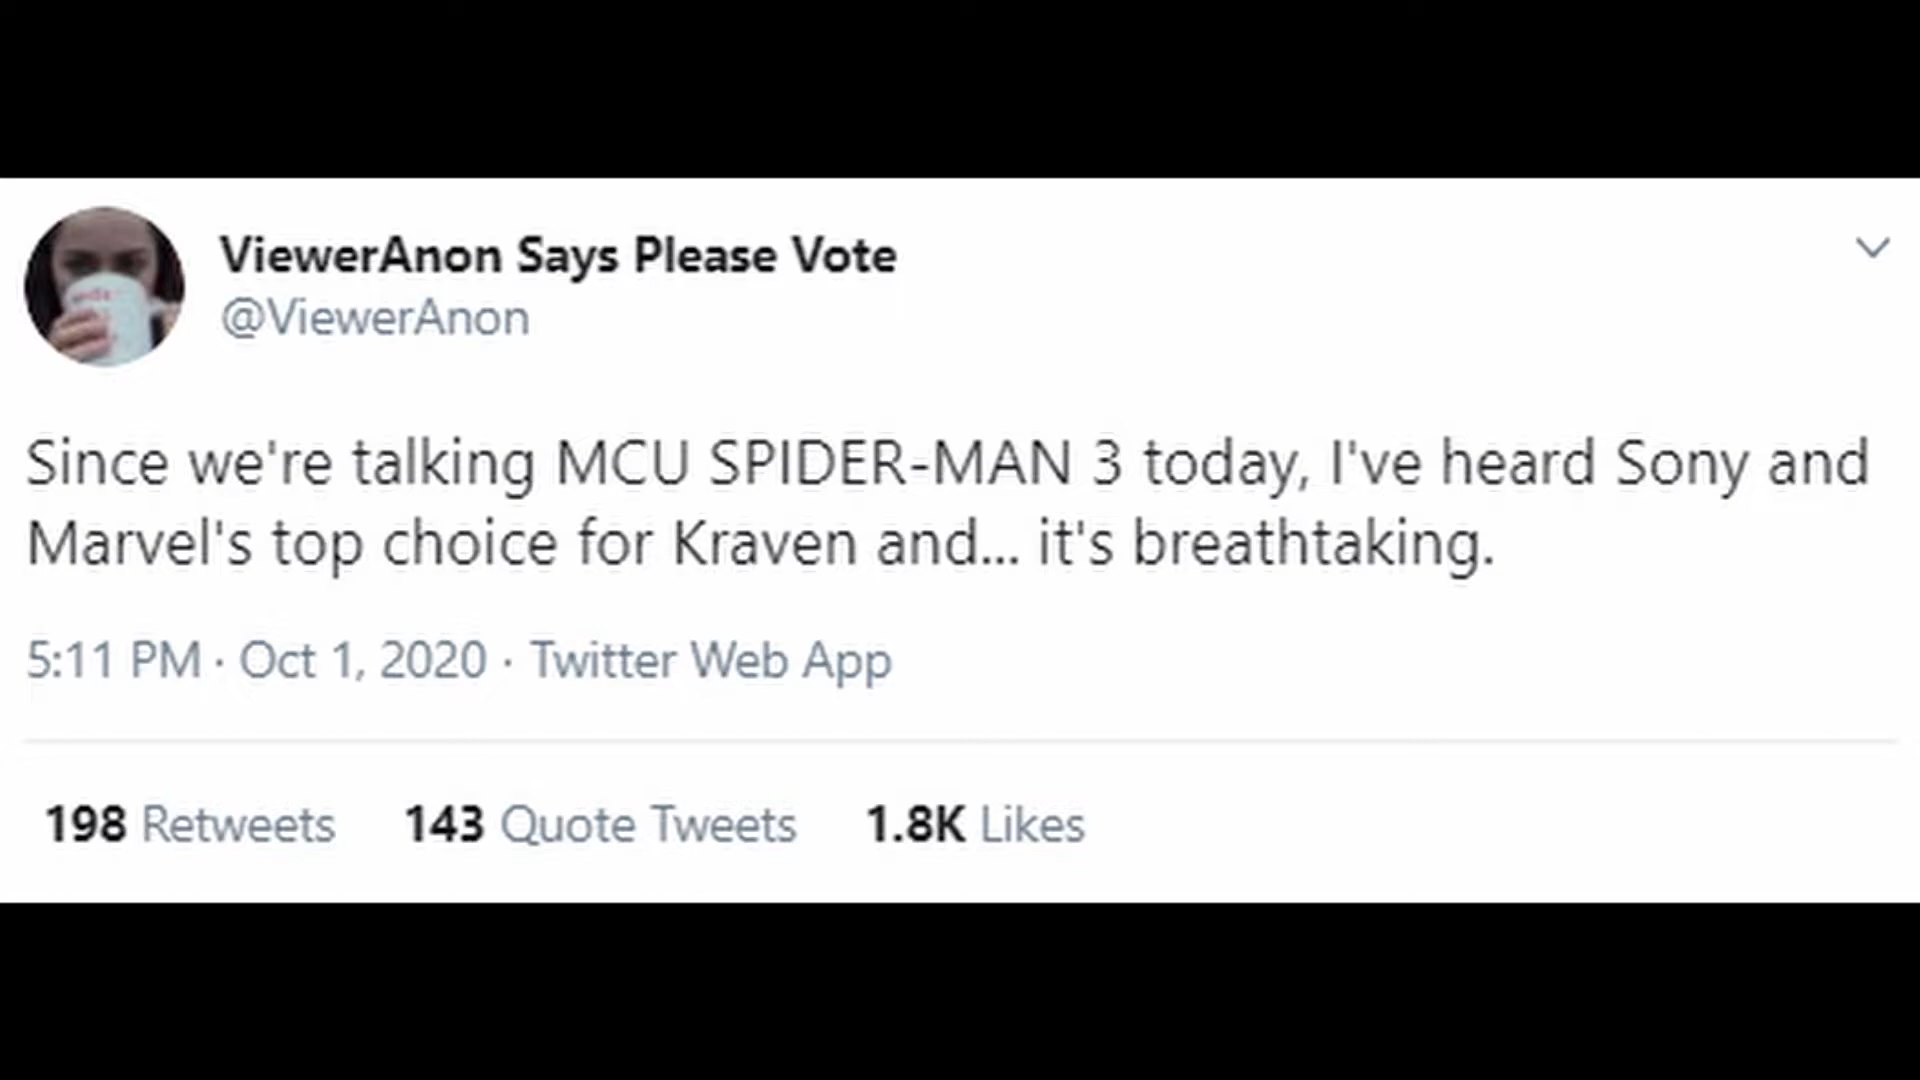 ViewerAnon Says Please Vote
@ViewerAnon
Since we're talking MCU SPIDER-MAN 3 today, I've heard Sony and
Marvel's top choice for Kraven and... it's breathtaking.
5:11 PM · Oct 1, 2020 · Twitter Web App
198 Retweets 143 Quote Tweets 1.8K Likes